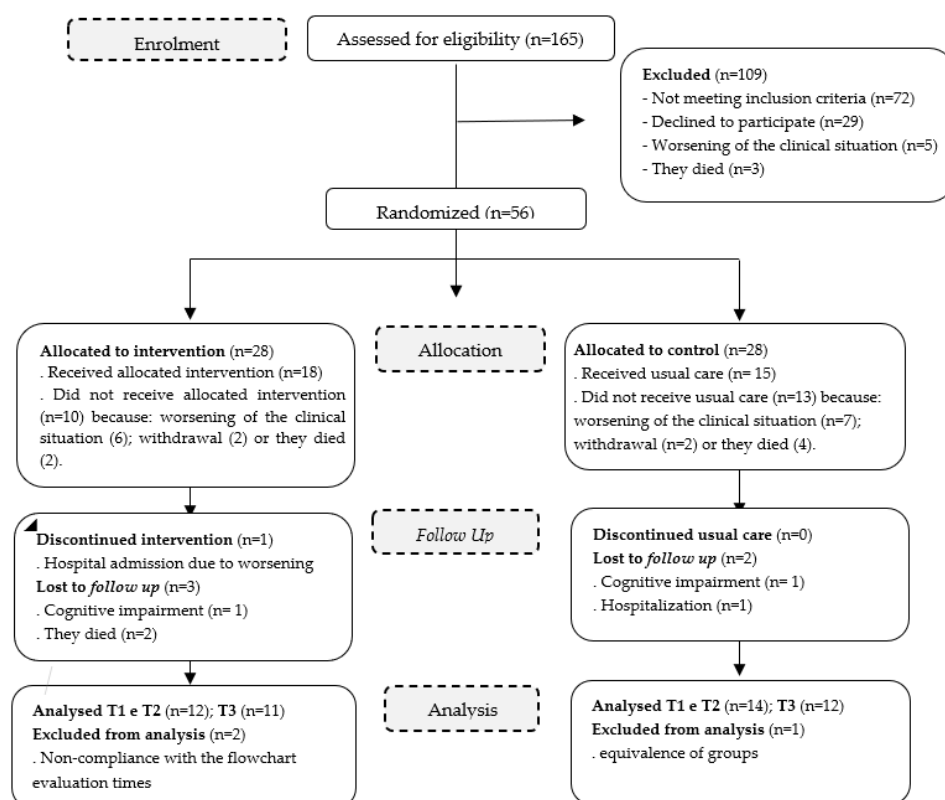 Enrolment
Assessed for eligibility (n=165)
Excluded (n=109)
- Not meeting inclusion criteria (n=72)
- Declined to participate (n=29)
- Worsening of the clinical situation (n=5)
- They died (n=3)
Randomized (n=56)
Allocated to intervention (n=28)
. Received allocated intervention (n=18)
. Did not receive allocated intervention
(n=10) because: worsening of the clinical
situation (6); withdrawal (2) or they died
(2).
Allocation
Allocated to control (n=28)
. Received usual care (n= 15)
. Did not receive usual care (n=13) because:
worsening of the clinical situation (n=7);
withdrawal (n=2) or they died (4).
Discontinued intervention (n=1)
. Hospital admission due to worsening
Lost to follow up (n=3)
. Cognitive impairment (n= 1)
. They died (n=2)
Follow Up
Discontinued usual care (n=0)
Lost to follow up (n=2)
. Cognitive impairment (n= 1)
. Hospitalization (n=1)
Analysed T1 e T2 (n=12); T3 (n=11)
Excluded from analysis (n=2)
. Non-compliance with the flowchart
evaluation times
Analysis
Analysed T1 e T2 (n=14); T3 (n=12)
Excluded from analysis (n=1)
. equivalence of groups